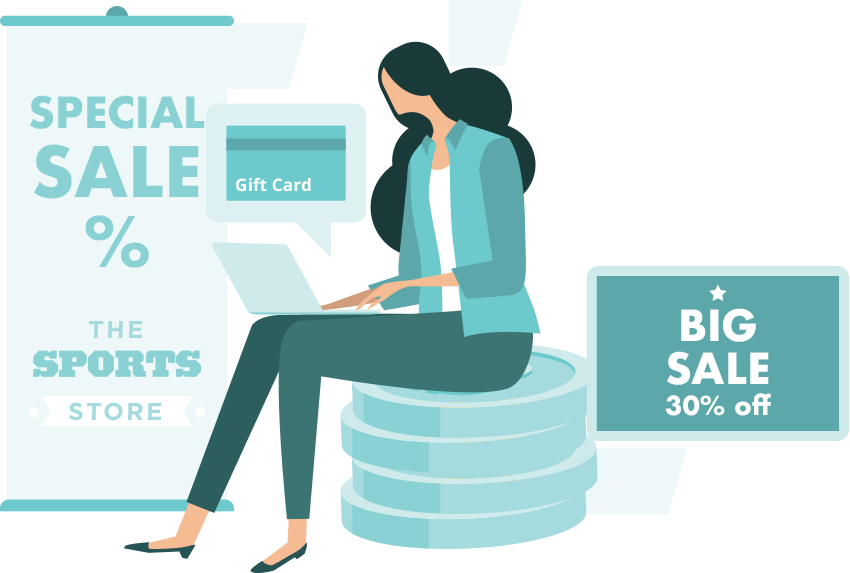 SPECIAL
SALE
%
THE
SPORTS
STORE
Gift Card
BIG
SALE
30% off